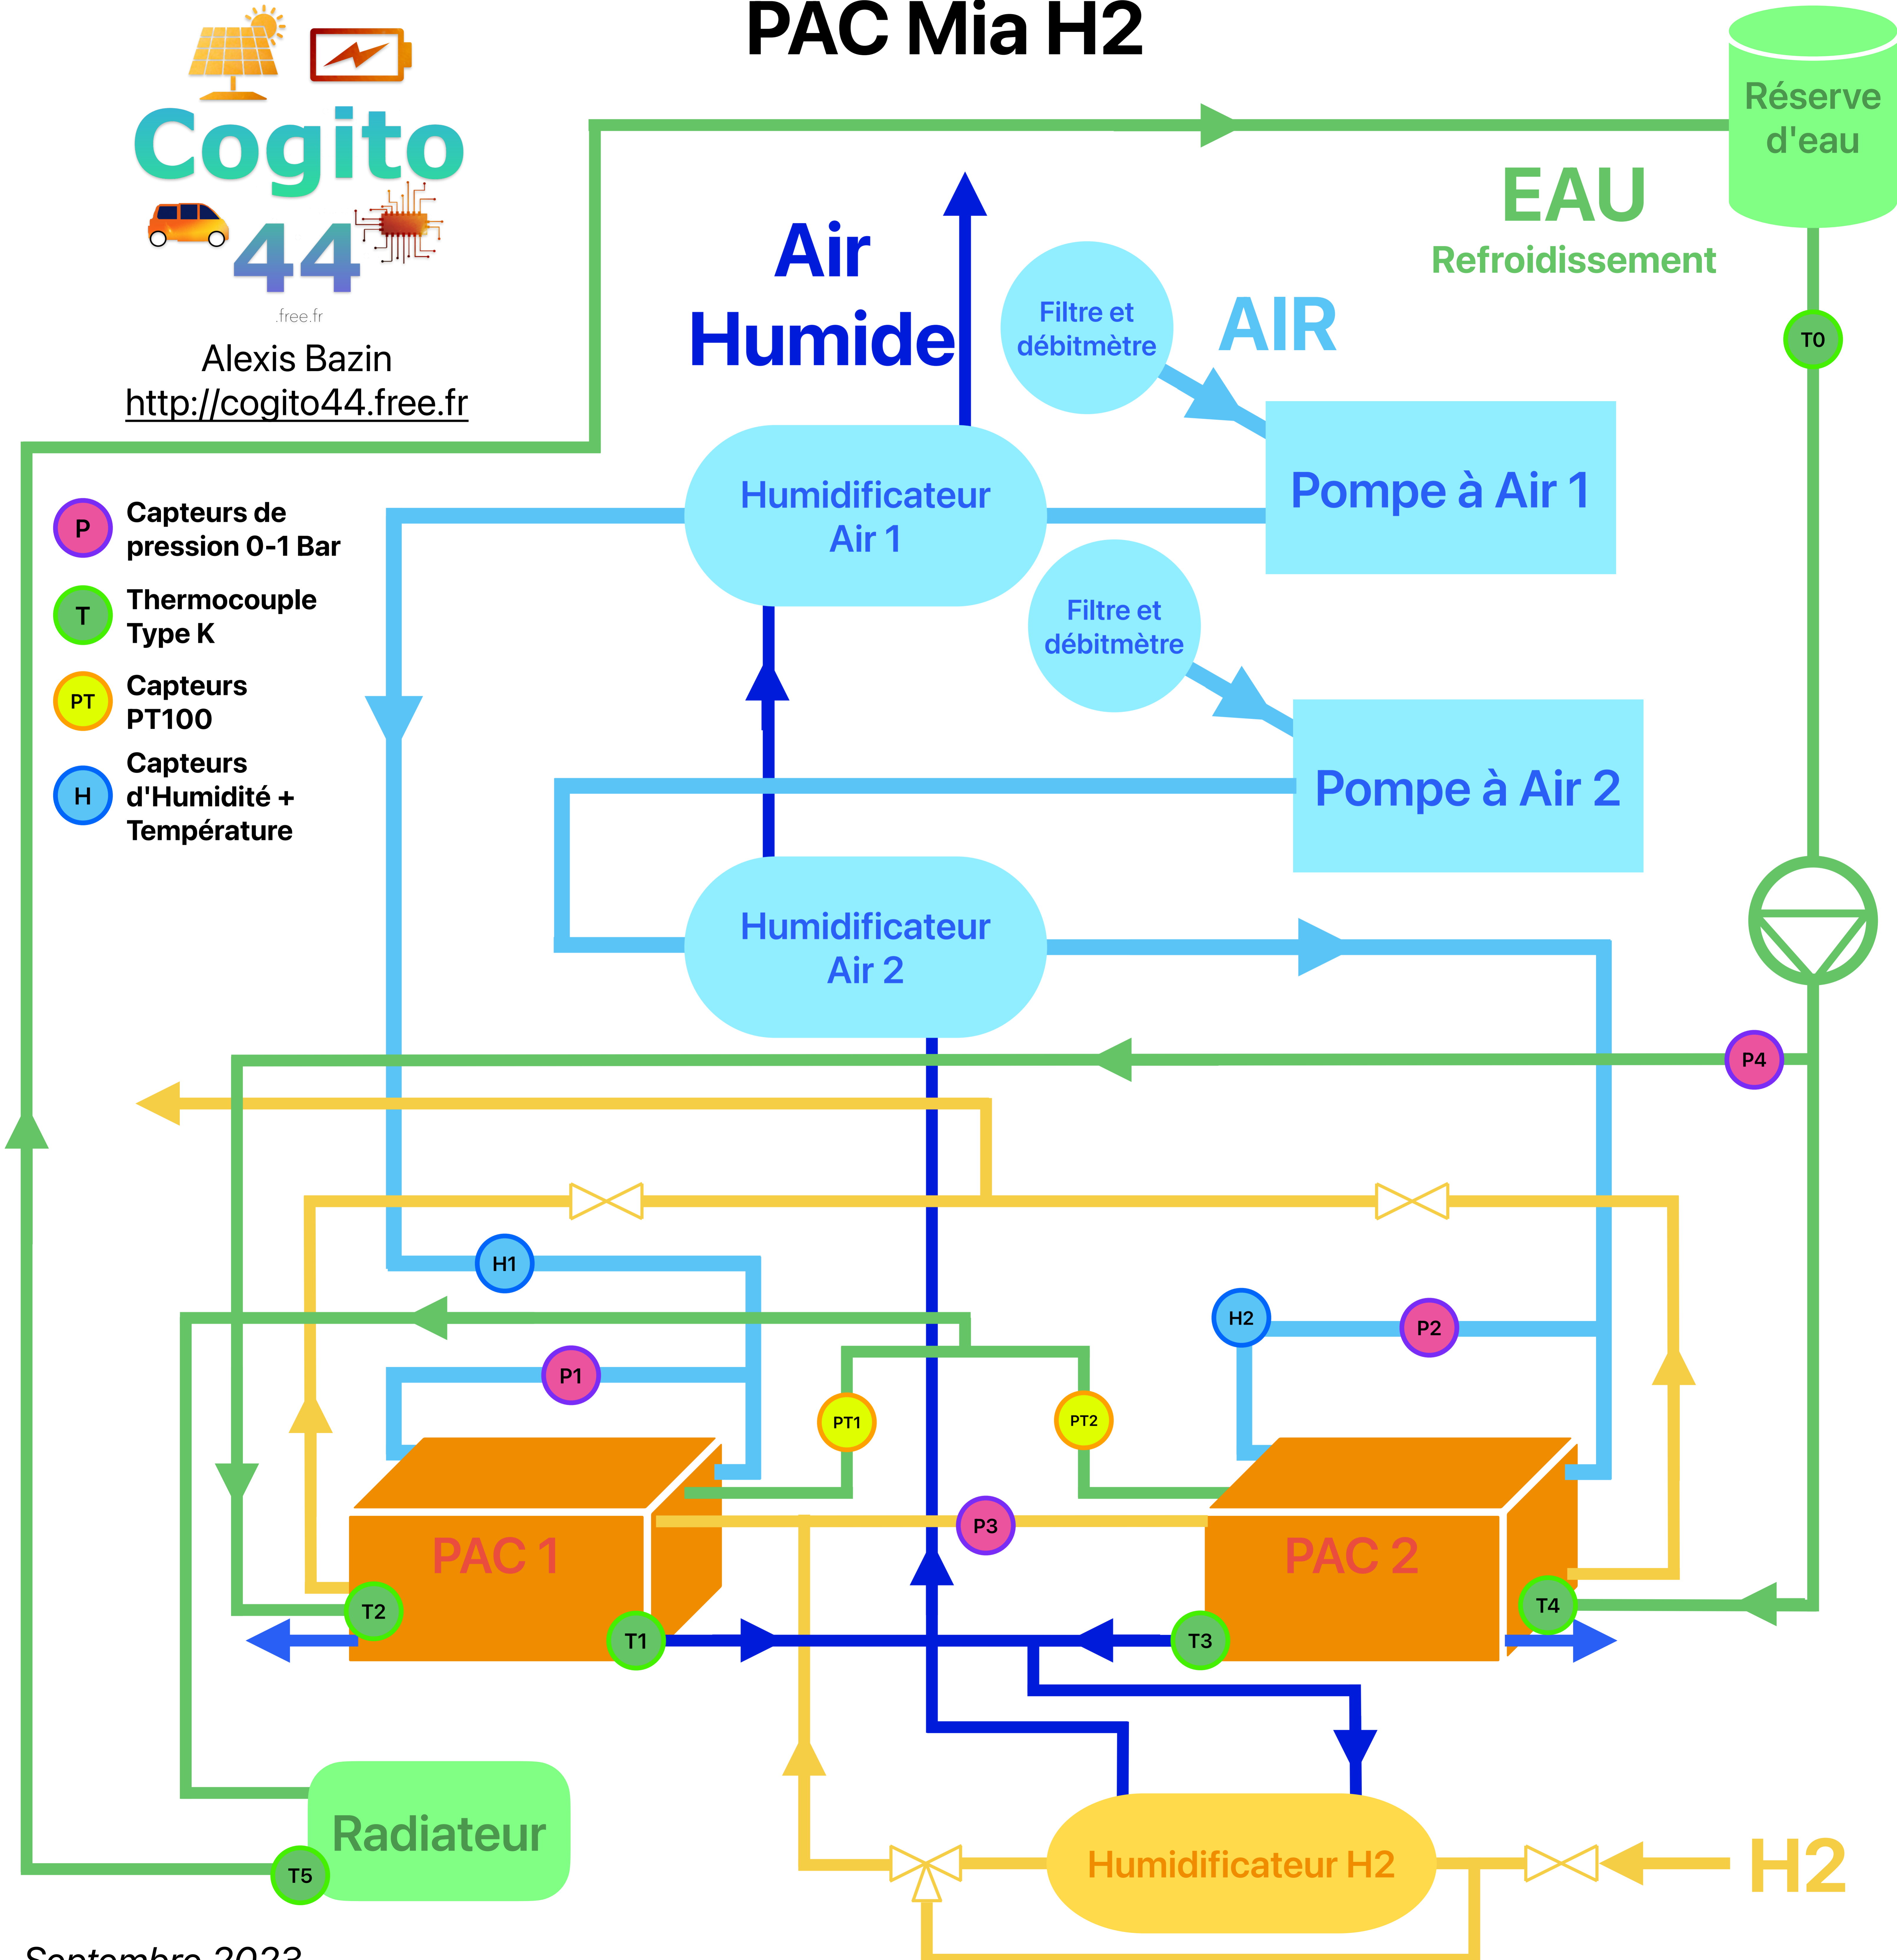 PAC Mia H2
Cogito
44
.free.fr
Alexis Bazin
http://cogito44.free.fr
Réserve
d'eau
EAU
Refroidissement
T0
Air
Humide
Filtre et
débitmètre
AIR
Pompe à Air 1
Humidificateur
Air 1
P
Capteurs de
pression 0-1 Bar
T
Thermocouple
Type K
PT
Capteurs
PT100
H
Capteurs
d'Humidité +
Température
Filtre et
débitmètre
Pompe à Air 2
Humidificateur
Air 2
P4
H1
H2
P2
P1
PT1
PT2
P3
PAC 1
PAC 2
T2
T1
T3
T4
Radiateur
T5
Humidificateur H2
H2
Septembre 2023